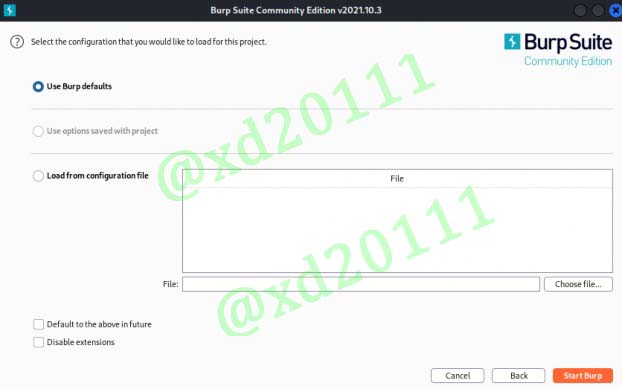 Burp Suite Community Edition v2021.10.3
? Select the configuration that you would like to load for this project.
Burp Suite
Community Edition
Use Burp defaults
Use options saved with project
Load from configuration file
File
File:
Choose file...
Default to the above in future
Disable extensions
Cancel
Back
Start Burp
@xd20111
@xd20111